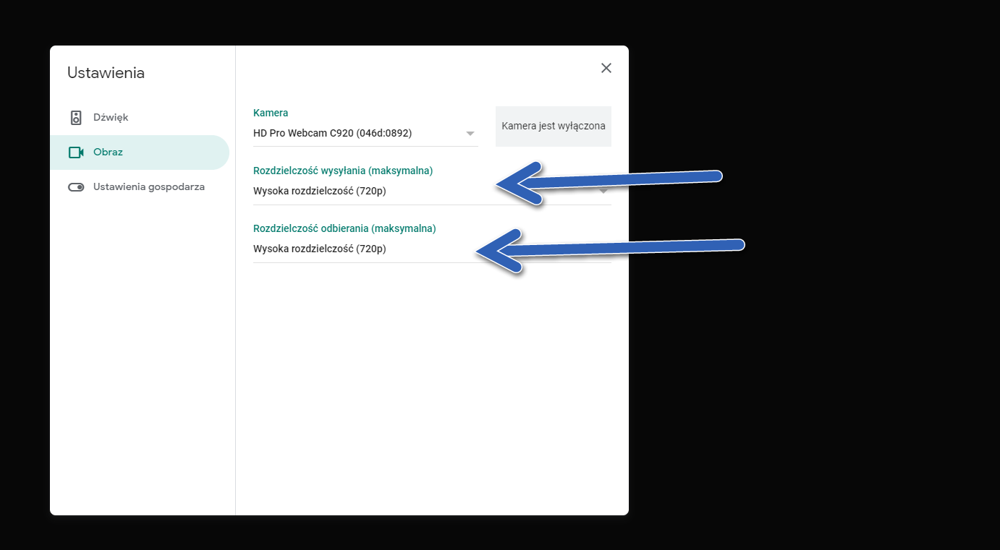 Ustawienia
Dźwięk
Obraz
Ustawienia gospodarza
Kamera
HD Pro Webcam C920 (046d:0892)
Kamera jest wyłączona
Rozdzielczość wysyłania (maksymalna)
Wysoka rozdzielczość (720p)
Rozdzielczość odbierania (maksymalna)
Wysoka rozdzielczość (720p)